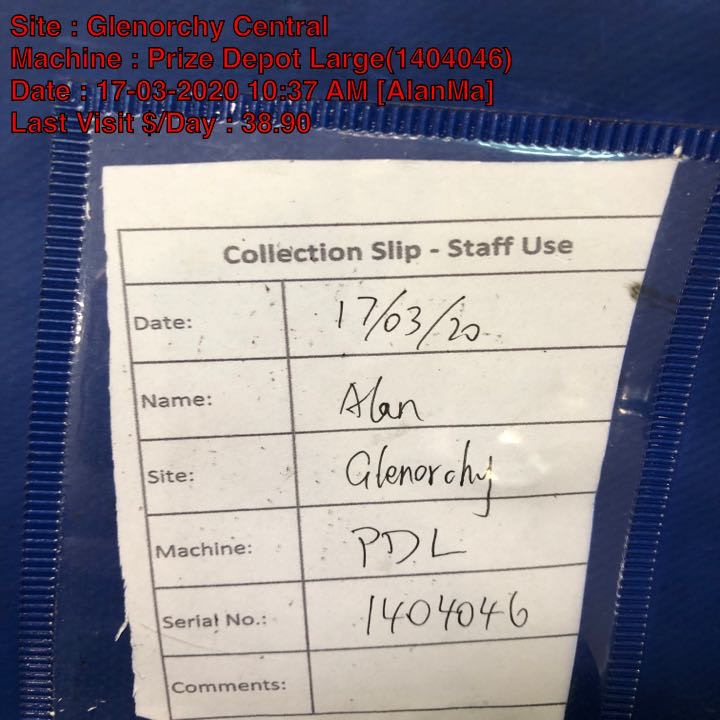 Site : Glenorchy Central
Machine : Prize Depot Large(1404046)
Date : 17-03-2020 10:37 AM [AlanMa]
Last Visit $/Day : 38.90
Collection Slip - Staff Use
Date: 17/03/20
Name: Alan
Site: Glenorchy
Machine: PDL
Serial No.: 1404046
Comments: